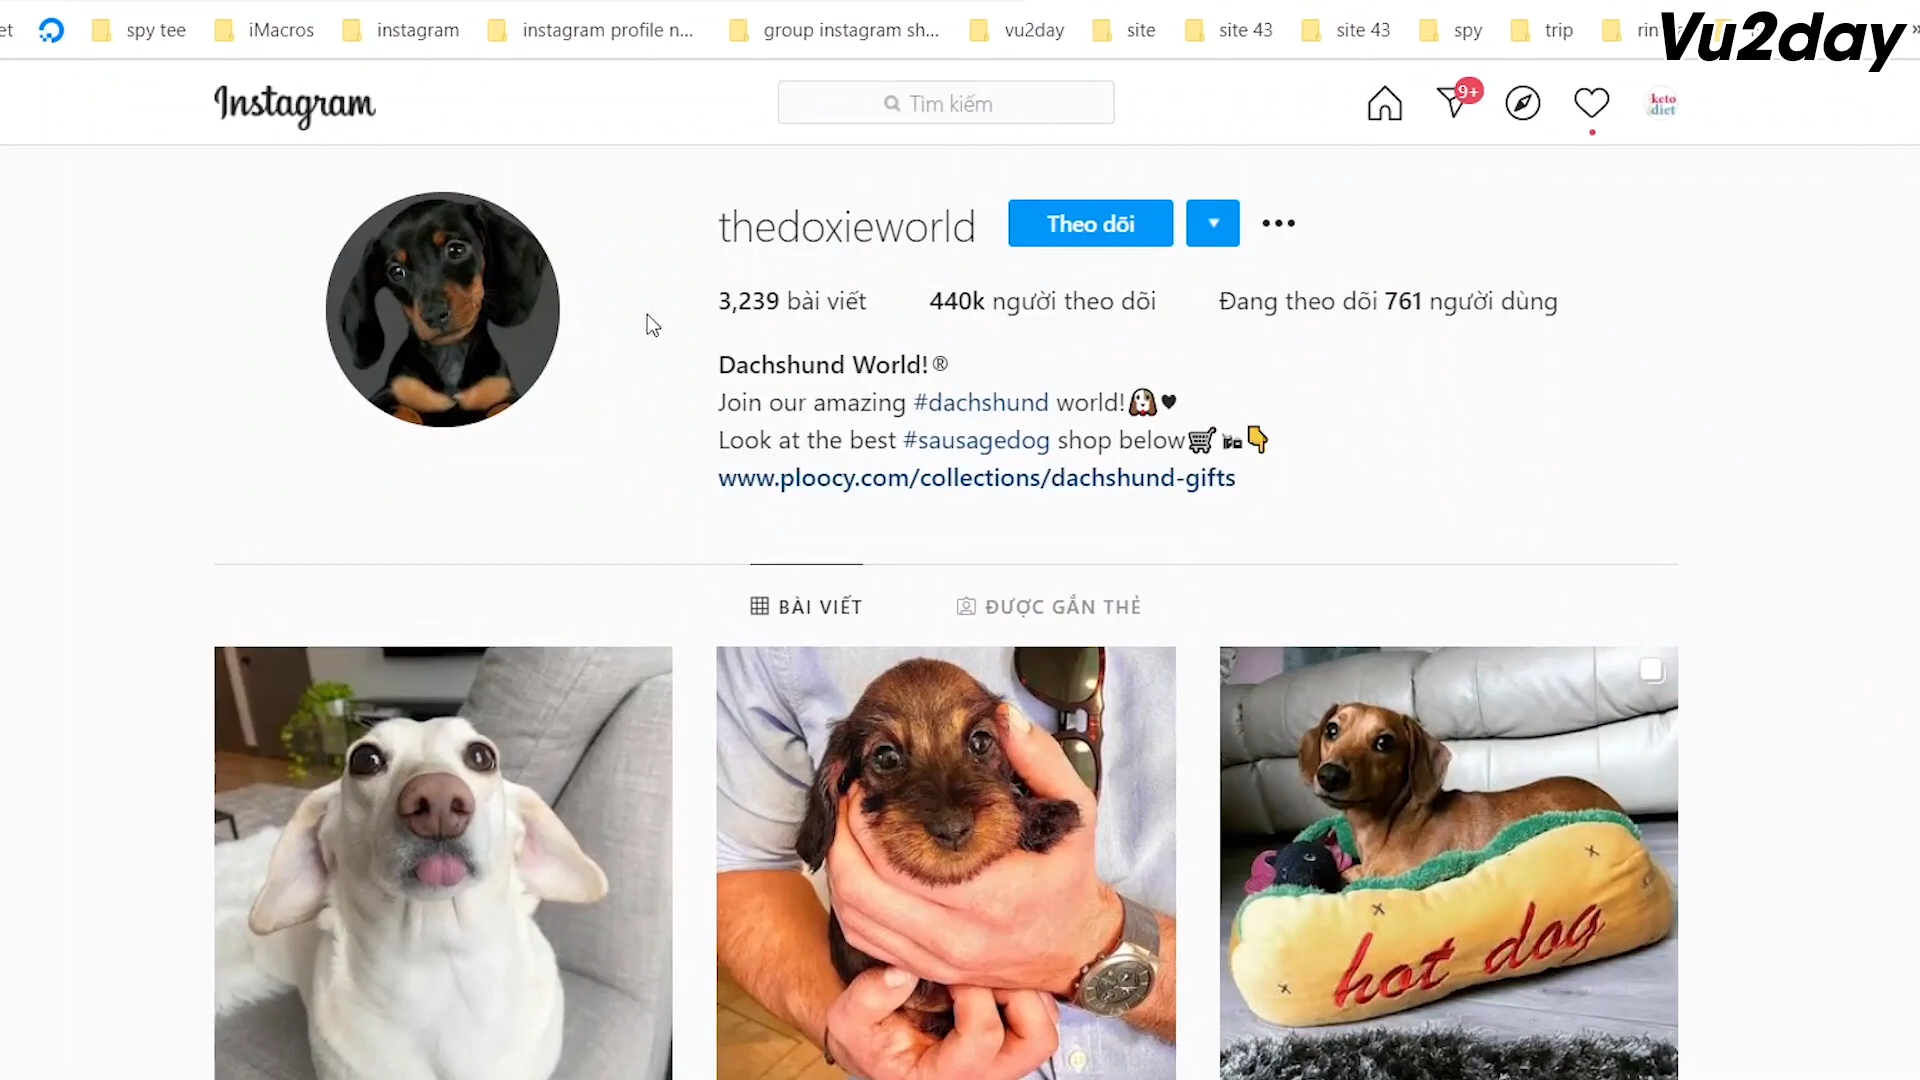 et spy tee iMacros instagram instagram profile n... group instagram sh... vu2day site site 43 site 43 spy trip
Vu2day
Instagram
Tìm kiếm
9+
keto
diet
thedoxieworld
Theo dõi
3,239 bài viết 440k người theo dõi Đang theo dõi 761 người dùng
Dachshund World!®
Join our amazing #dachshund world!
Look at the best #sausagedog shop below
www.ploocy.com/collections/dachshund-gifts
BÀI VIẾT ĐƯỢC GẮN THẺ
hot dog